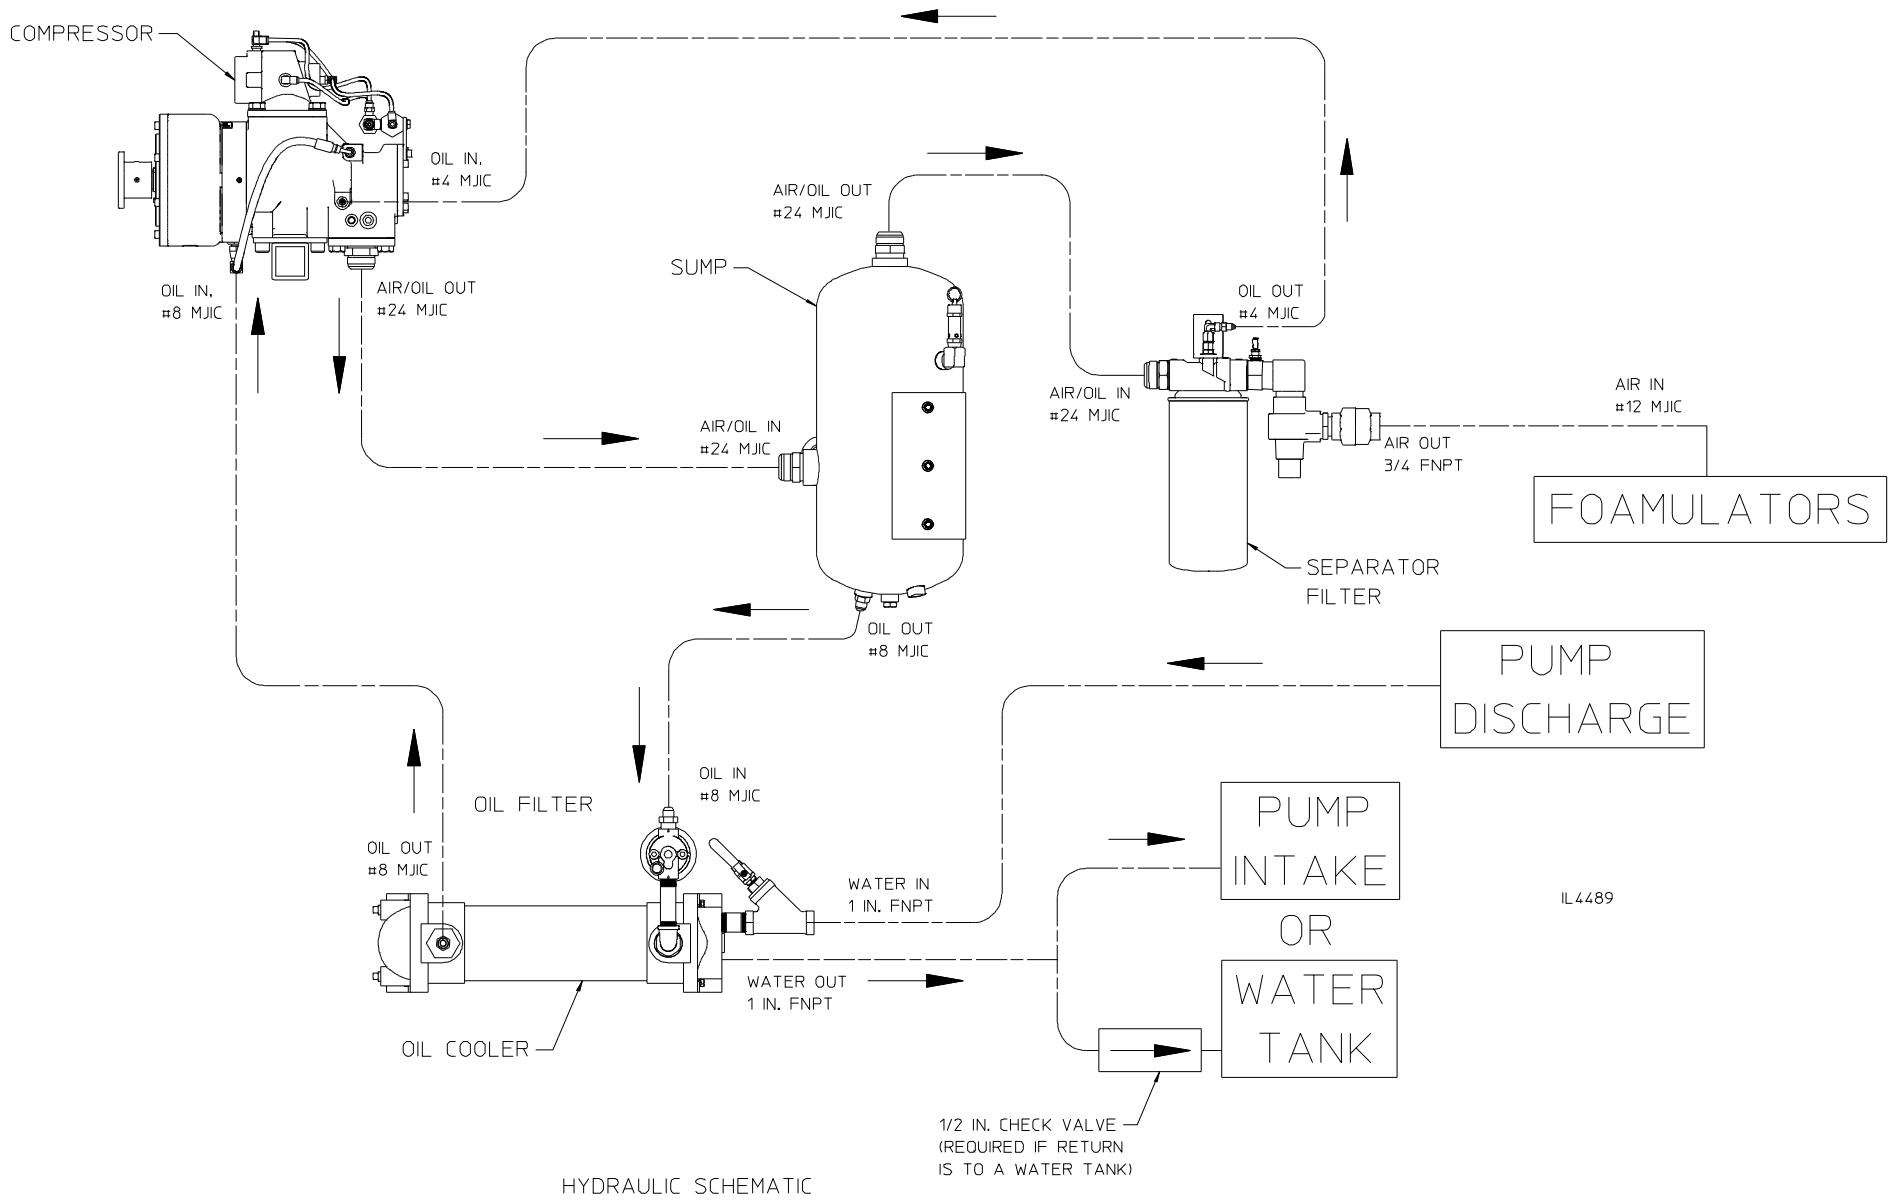 COMPRESSOR
OIL IN,
#4 MJIC
AIR/OIL OUT
#24 MJIC
SUMP
OIL IN,
#8 MJIC
AIR/OIL OUT
#24 MJIC
OIL OUT
#4 MJIC
AIR/OIL IN
#24 MJIC
AIR IN
#12 MJIC
AIR/OIL IN
#24 MJIC
AIR OUT
3/4 FNPT
FOAMULATORS
SEPARATOR
FILTER
OIL OUT
#8 MJIC
PUMP
DISCHARGE
OIL IN
#8 MJIC
OIL FILTER
PUMP
INTAKE
OIL OUT
#8 MJIC
WATER IN
1 IN. FNPT
IL4489
OR
WATER OUT
1 IN. FNPT
WATER
TANK
OIL COOLER
1/2 IN. CHECK VALVE
(REQUIRED IF RETURN
IS TO A WATER TANK)
HYDRAULIC SCHEMATIC